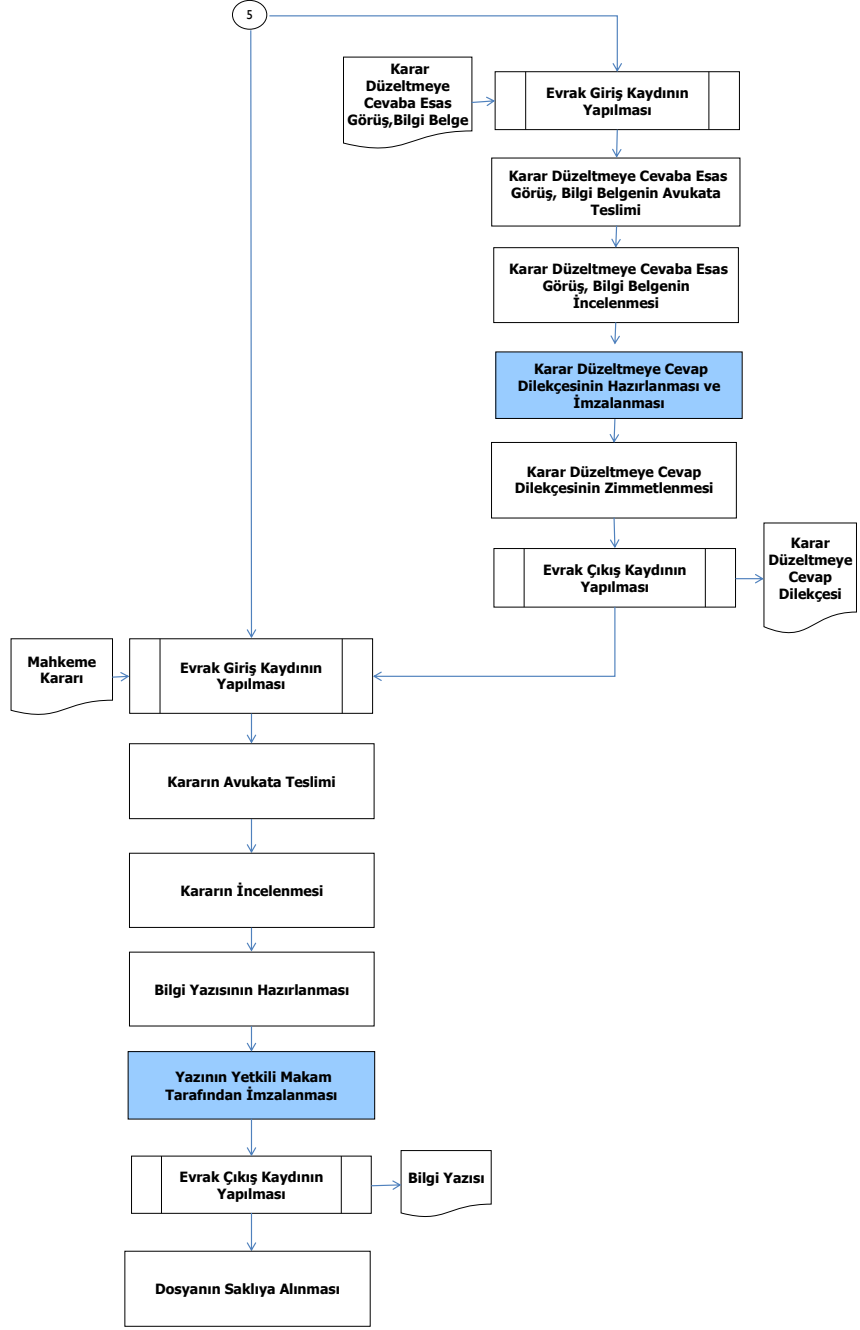 5
Karar
Düzeltmeye
Cevaba Esas
Görüş,Bilgi Belge
Evrak Giriş Kaydının
Yapılması
Karar Düzeltmeye Cevaba Esas
Görüş, Bilgi Belgenin Avukata
Teslimi
Karar Düzeltmeye Cevaba Esas
Görüş, Bilgi Belgenin
İncelenmesi
Karar Düzeltmeye Cevap
Dilekçesinin Hazırlanması ve
İmzalanması
Karar Düzeltmeye Cevap
Dilekçesinin Zimmetlenmesi
Evrak Çıkış Kaydının
Yapılması
Karar
Düzeltmeye
Cevap
Dilekçesi
Mahkeme
Kararı
Evrak Giriş Kaydının
Yapılması
Kararın Avukata Teslimi
Kararın İncelenmesi
Bilgi Yazısının Hazırlanması
Yazının Yetkili Makam
Tarafından İmzalanması
Evrak Çıkış Kaydının
Yapılması
Bilgi Yazısı
Dosyanın Saklıya Alınması